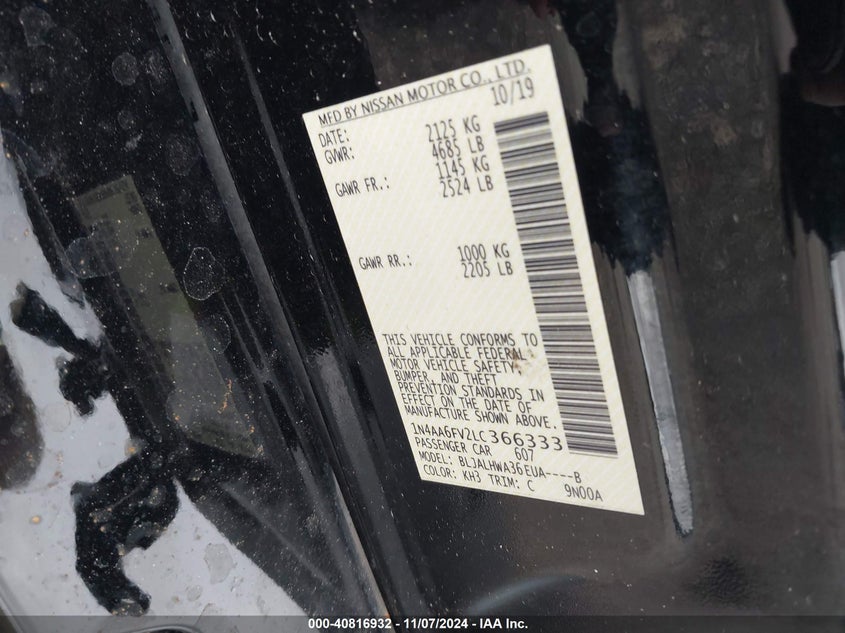 MFD BY NISSAN MOTOR CO., LTD.
DATE: 10/19
GVWR: 2125 KG
4685 LB
GAWR FR.: 1145 KG
2524 LB
GAWR RR.: 1000 KG
2205 LB
THIS VEHICLE CONFORMS TO
ALL APPLICABLE FEDERAL
MOTOR VEHICLE SAFETY,
BUMPER, AND THEFT
PREVENTION STANDARDS IN
EFFECT ON THE DATE OF
MANUFACTURE SHOWN ABOVE.
1N4AA6FV2LC366333
PASSENGER CAR 607
MODEL: BLJALHWA36EUA----B
COLOR: KH3 TRIM: C 9N00A
000-40816932 - 11/07/2024 - IAA Inc.